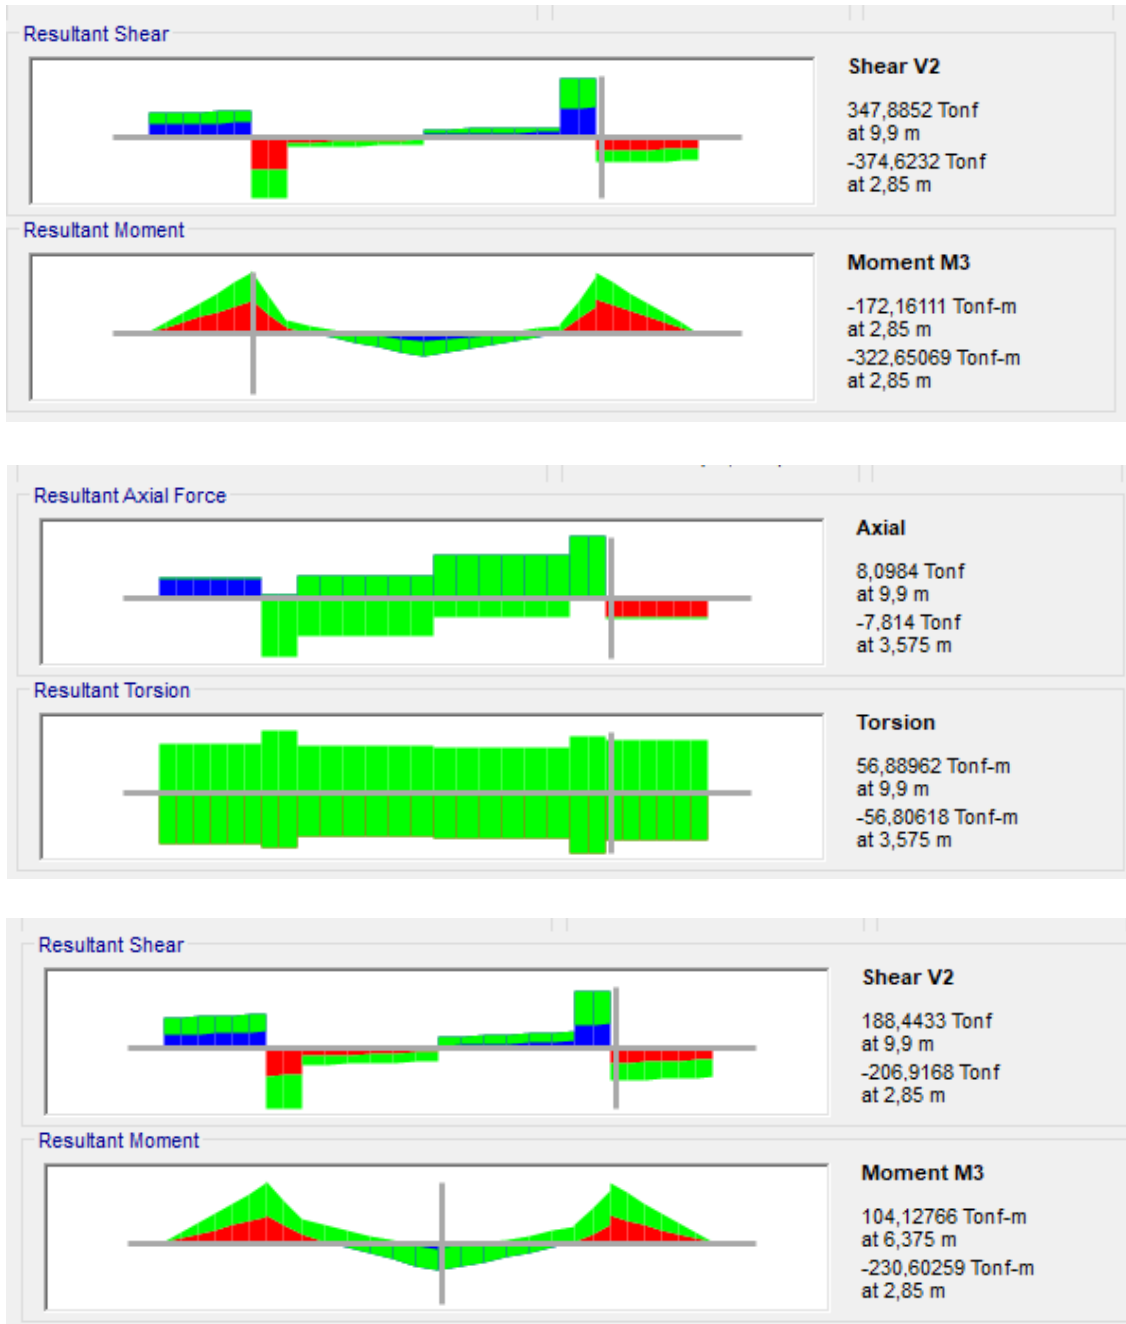 Resultant Shear
Shear V2
347,8852 Tonf
at 9,9 m
-374,6232 Tonf
at 2,85 m
Resultant Moment
Moment M3
-172,16111 Tonf-m
at 2,85 m
-322,65069 Tonf-m
at 2,85 m
Resultant Axial Force
Axial
8,0984 Tonf
at 9,9 m
-7,814 Tonf
at 3,575 m
Resultant Torsion
Torsion
56,88962 Tonf-m
at 9,9 m
-56,80618 Tonf-m
at 3,575 m
Resultant Shear
Shear V2
188,4433 Tonf
at 9,9 m
-206,9168 Tonf
at 2,85 m
Resultant Moment
Moment M3
104,12766 Tonf-m
at 6,375 m
-230,60259 Tonf-m
at 2,85 m